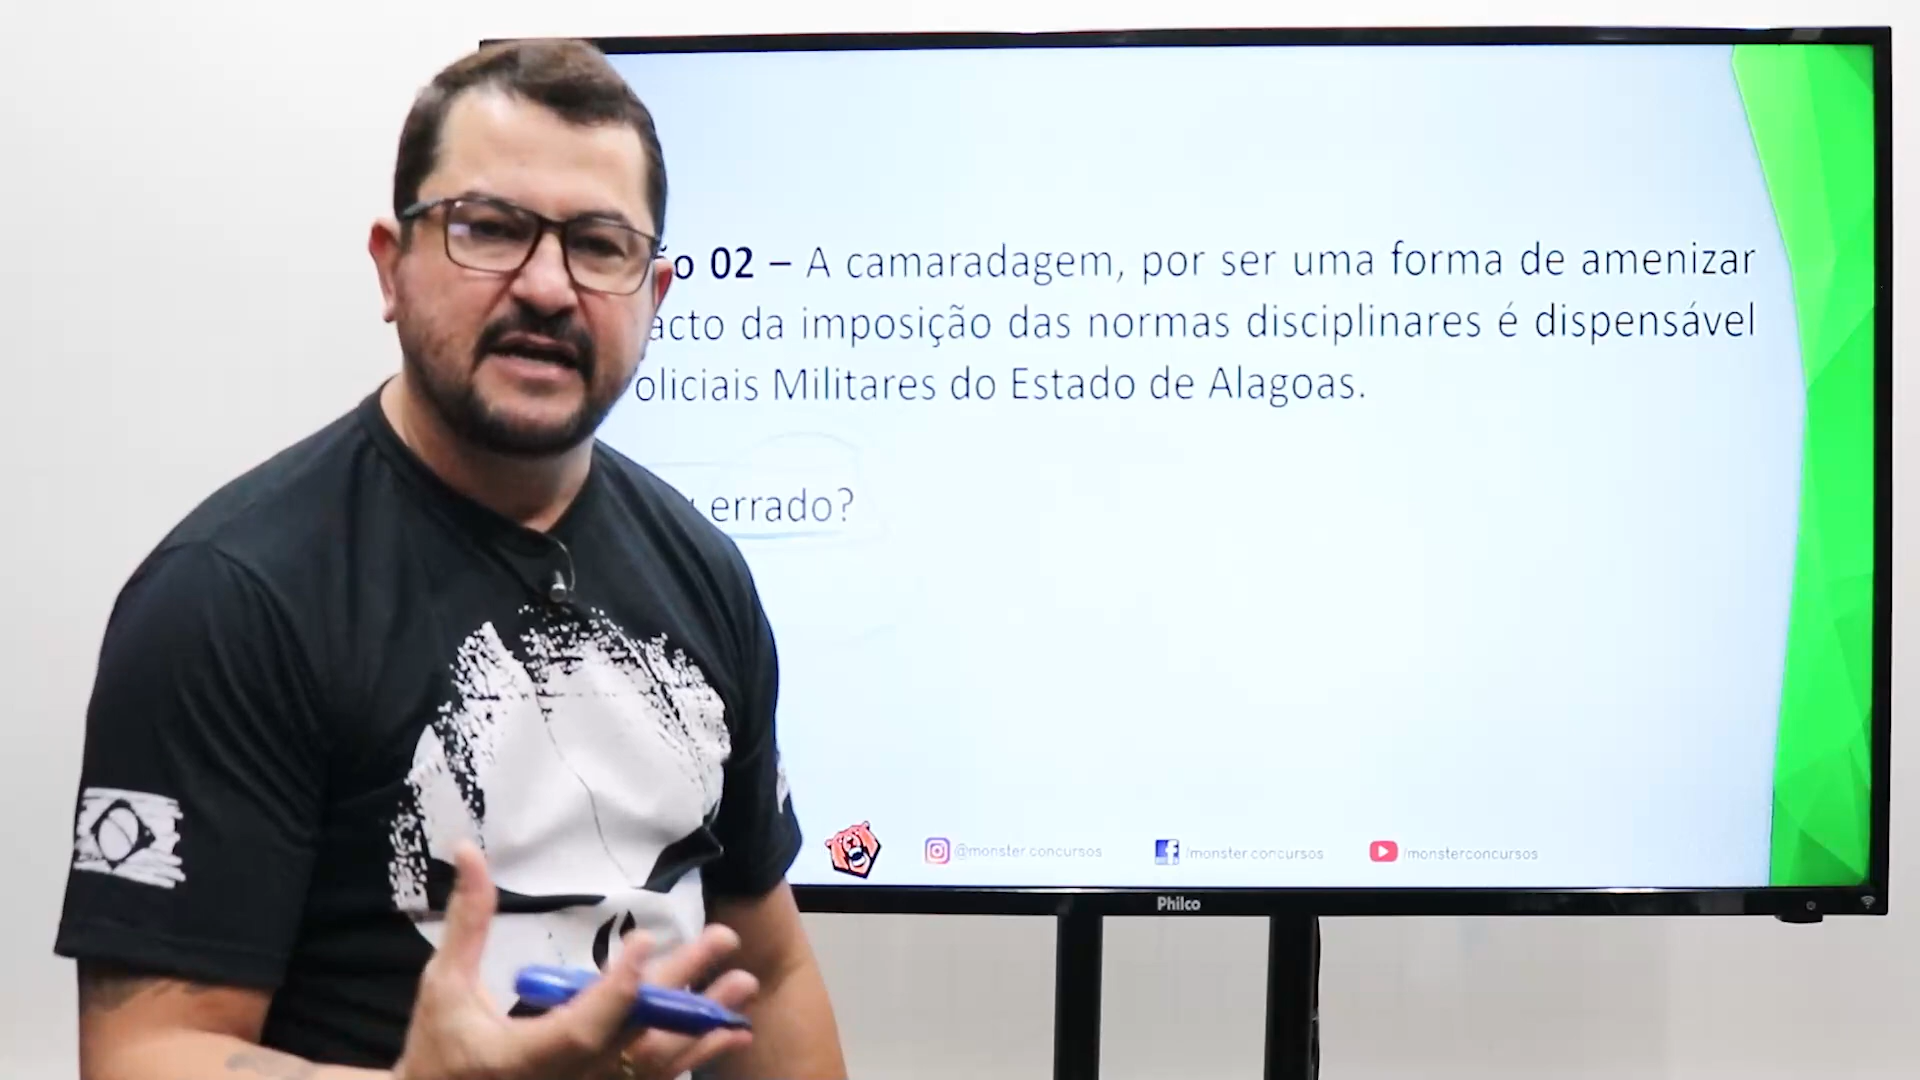 ão 02 – A camaradagem, por ser uma forma de amenizar
acto da imposição das normas disciplinares é dispensável
oliciais Militares do Estado de Alagoas.
errado?
@monster.concursos /monster.concursos /monsterconcursos
Philco